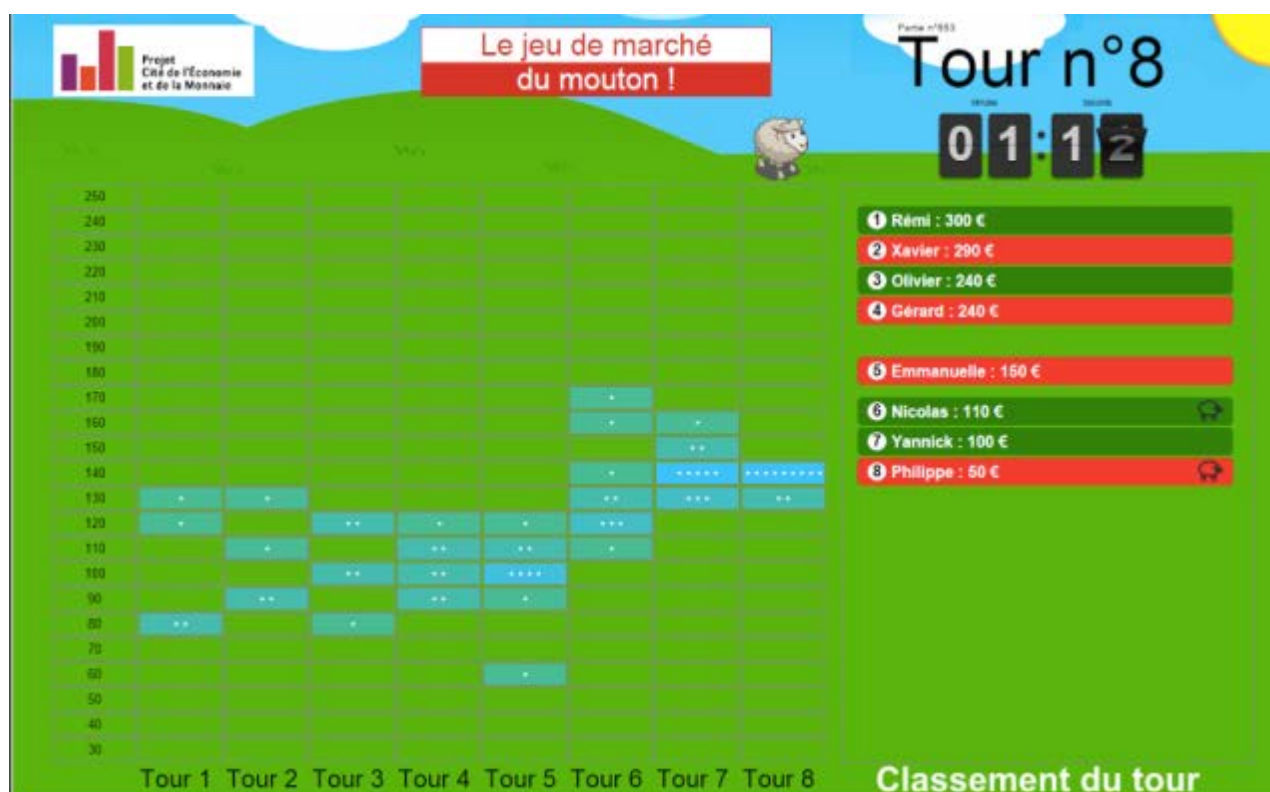 Projet
Cité de l'Économie
et de la Monnaie
Le jeu de marché
du mouton !
Partie n°553
Tour n°8
01:12
250
240
230
220
210
200
190
180
170
160
150
140
130
120
110
100
90
80
70
60
50
40
30
Tour 1 Tour 2 Tour 3 Tour 4 Tour 5 Tour 6 Tour 7 Tour 8
1 Rémi : 300 €
2 Xavier : 290 €
3 Olivier : 240 €
4 Gérard : 240 €
5 Emmanuelle : 150 €
6 Nicolas : 110 €
7 Yannick : 100 €
8 Philippe : 50 €
Classement du tour